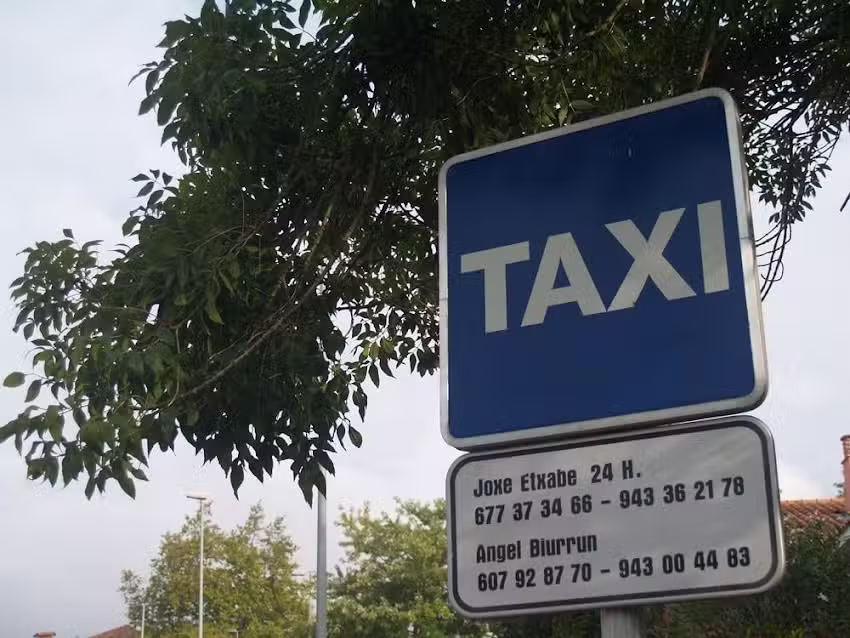 TAXI
Joxe Etxabe 24 H.
677 37 34 66 - 943 36 21 78
Angel Biurrun
607 92 87 70 - 943 00 44 83